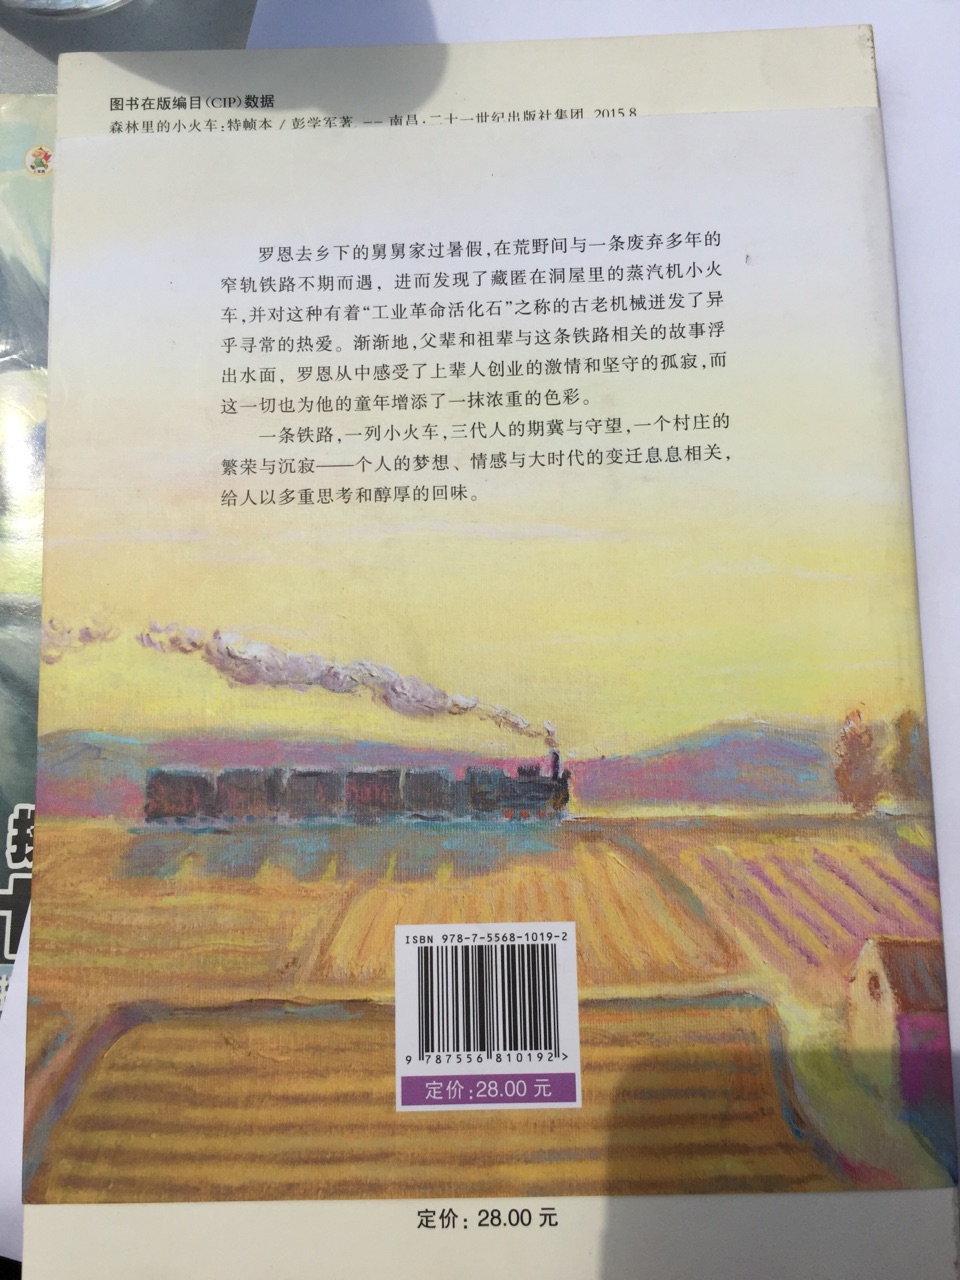 图书在版编目(CIP)数据
森林里的小火车:特帧本 / 彭学军著. -- 南昌:二十一世纪出版社集团, 2015.8
罗恩去乡下的舅舅家过暑假,在荒野间与一条废弃多年的
窄轨铁路不期而遇，进而发现了藏匿在洞屋里的蒸汽机小火
车,并对这种有着“工业革命活化石”之称的古老机械迸发了异
乎寻常的热爱。渐渐地,父辈和祖辈与这条铁路相关的故事浮
出水面，罗恩从中感受了上辈人创业的激情和坚守的孤寂,而
这一切也为他的童年增添了一抹浓重的色彩。
一条铁路,一列小火车,三代人的期冀与守望,一个村庄的
繁荣与沉寂——个人的梦想、情感与大时代的变迁息息相关,
给人以多重思考和醇厚的回味。
ISBN 978-7-5568-1019-2
9 787556 810192 >
定价:28.00 元
定价: 28.00 元